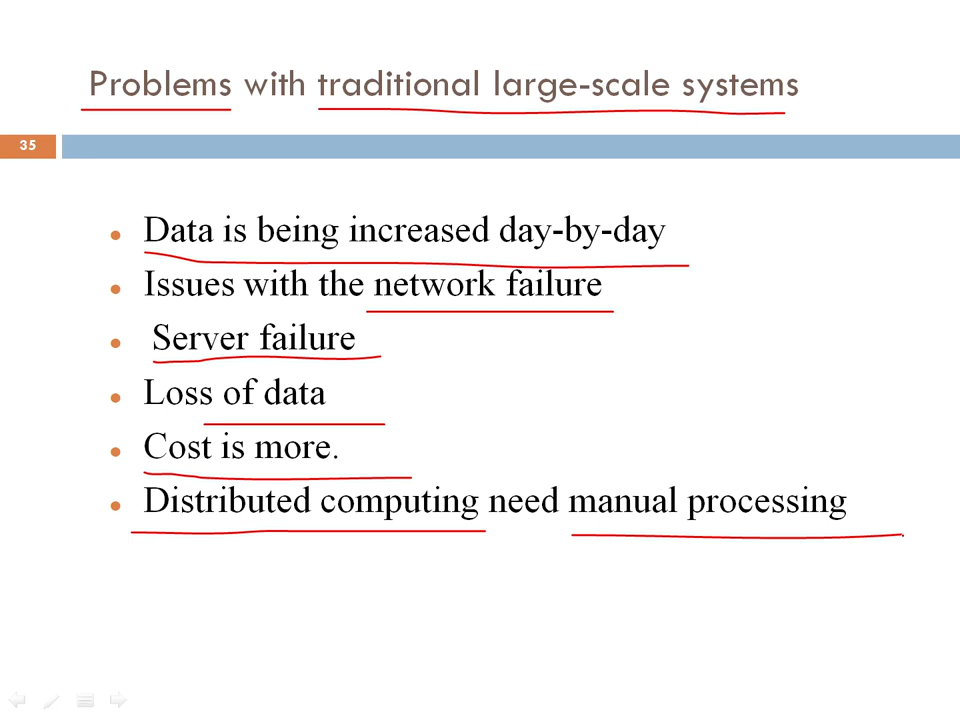 Problems with traditional large-scale systems
35
Data is being increased day-by-day
Issues with the network failure
Server failure
Loss of data
Cost is more.
Distributed computing need manual processing